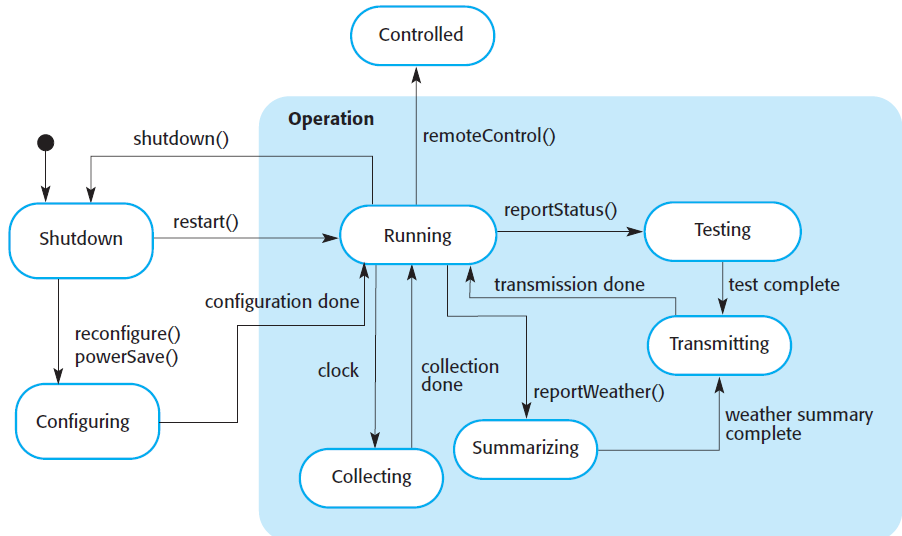 Controlled
Operation
shutdown()
remoteControl()
restart()
reportStatus()
Shutdown
Running
Testing
configuration done
transmission done
test complete
reconfigure()
powerSave()
clock
collection
done
Transmitting
reportWeather()
Configuring
weather summary
complete
Summarizing
Collecting